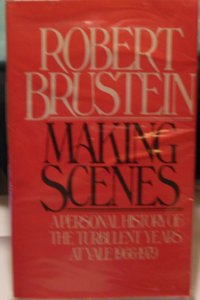 ROBERT
BRUSTEIN
MAKING
SCENES
A PERSONAL HISTORY OF
THE TURBULENT YEARS
AT YALE 1966-1979